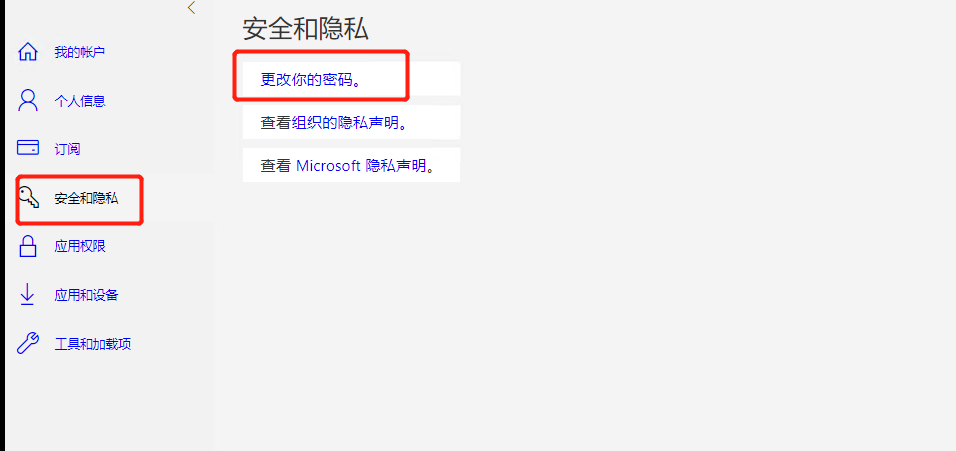 我的帐户
个人信息
订阅
安全和隐私
应用权限
应用和设备
工具和加载项
安全和隐私
更改你的密码。
查看组织的隐私声明。
查看 Microsoft 隐私声明。